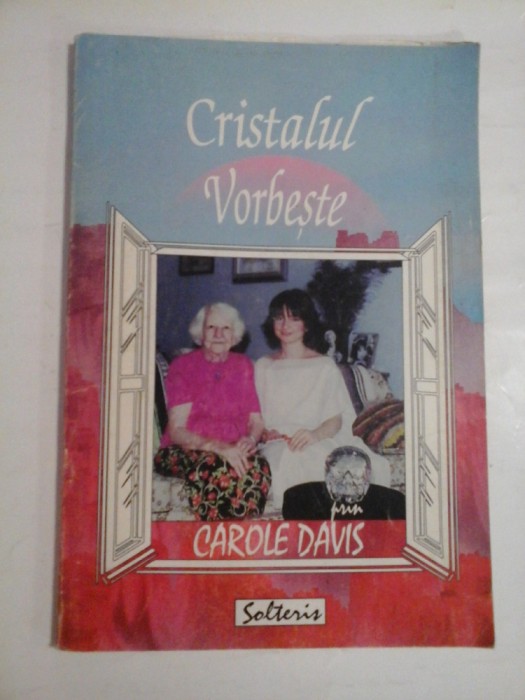 Cristalul
Vorbește
prin
CAROLE DAVIS
Solteris